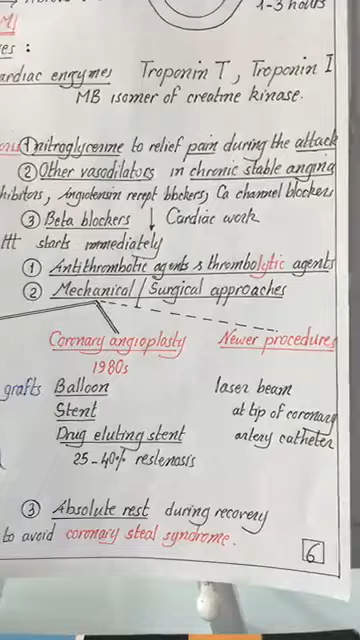 1-3 hours
M]
es :
ardiac enzymes Troponin T, Troponin I
MB isomer of creatine kinase.
① nitroglycerine to relief pain during the attack
② Other vasodilators in chronic stable angina
hibitors, Angiotensin recept blockers, Ca channel blockers
③ Beta blockers ↓ Cardiac work
ttt starts immediately
① Antithrombotic agents & thrombolytic agents
② Mechanical / Surgical approaches
Coronary angioplasty Newer procedures
1980s
grafts Balloon laser beam
Stent at tip of coronary
Drug eluting stent artery catheter
25-40% restenosis
③ Absolute rest during recovery
to avoid coronary steal syndrome.
6